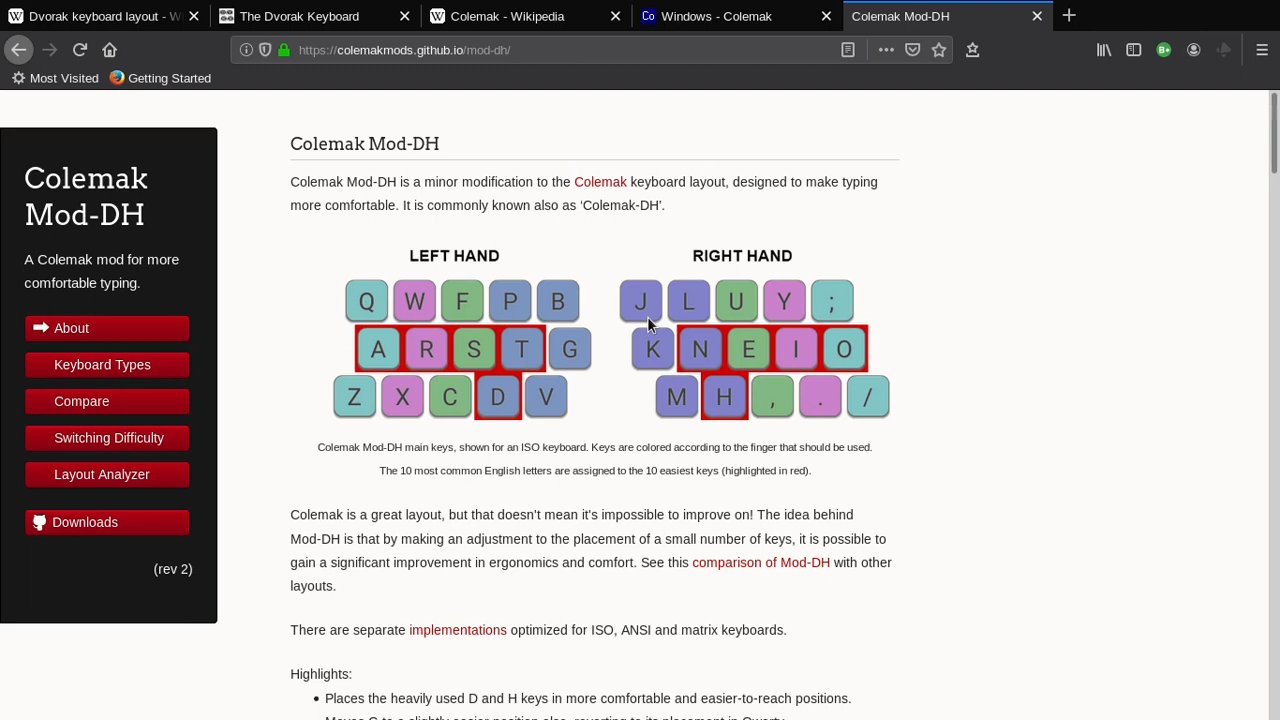 Dvorak keyboard layout - W
The Dvorak Keyboard
Colemak - Wikipedia
Windows - Colemak
Colemak Mod-DH
https://colemakmods.github.io/mod-dh/
Most Visited
Getting Started
Colemak
Mod-DH
A Colemak mod for more
comfortable typing.
About
Keyboard Types
Compare
Switching Difficulty
Layout Analyzer
Downloads
(rev 2)
Colemak Mod-DH
Colemak Mod-DH is a minor modification to the Colemak keyboard layout, designed to make typing
more comfortable. It is commonly known also as ‘Colemak-DH’.
LEFT HAND RIGHT HAND
Q W F P B J L U Y ;
A R S T G K N E I O
Z X C D V M H , . /
Colemak Mod-DH main keys, shown for an ISO keyboard. Keys are colored according to the finger that should be used.
The 10 most common English letters are assigned to the 10 easiest keys (highlighted in red).
Colemak is a great layout, but that doesn't mean it's impossible to improve on! The idea behind
Mod-DH is that by making an adjustment to the placement of a small number of keys, it is possible to
gain a significant improvement in ergonomics and comfort. See this comparison of Mod-DH with other
layouts.
There are separate implementations optimized for ISO, ANSI and matrix keyboards.
Highlights:
• Places the heavily used D and H keys in more comfortable and easier-to-reach positions.